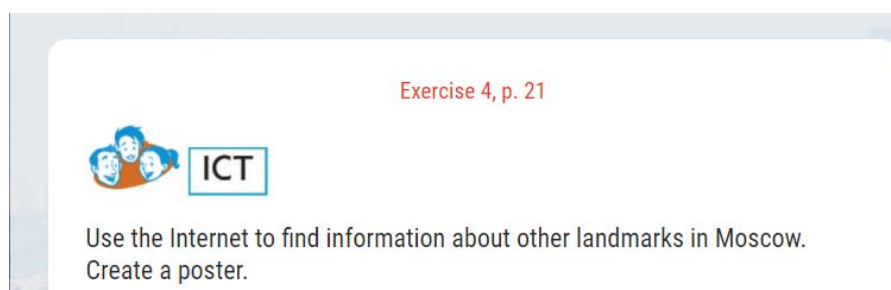 Exercise 4, p. 21
ICT
Use the Internet to find information about other landmarks in Moscow.
Create a poster.